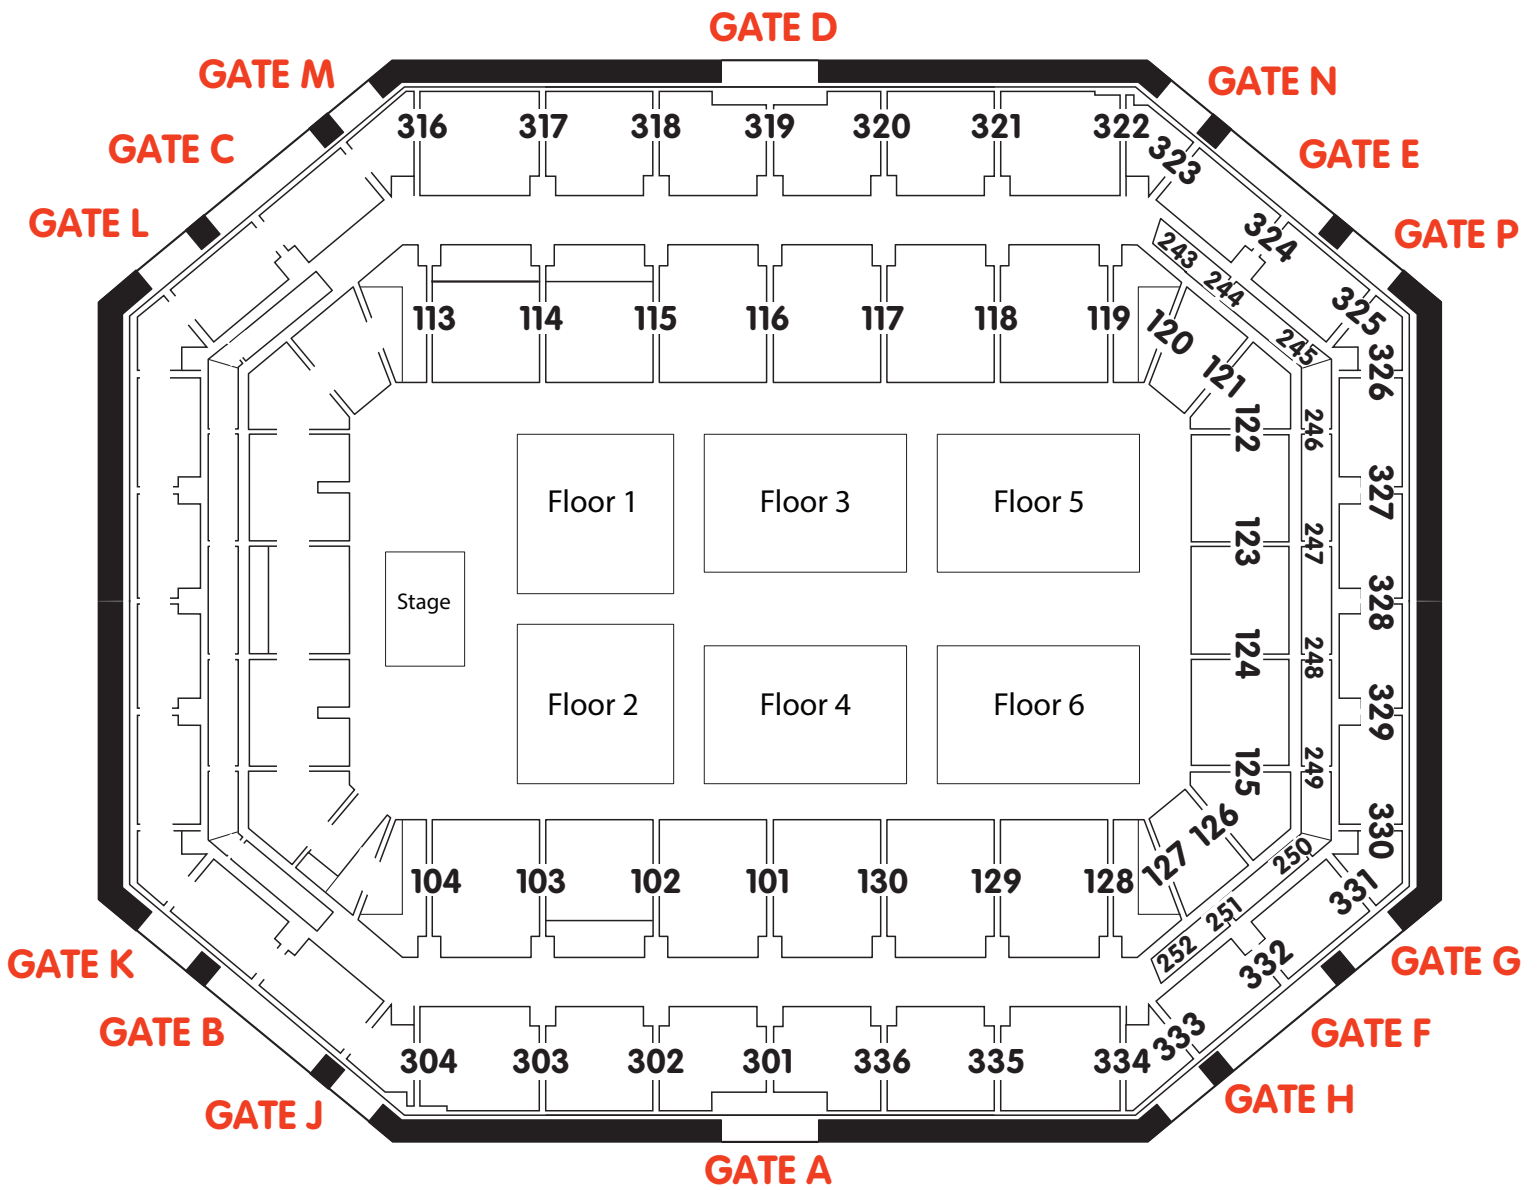 GATE D
GATE M
GATE N
GATE C
GATE E
GATE L
GATE P
316 317 318 319 320 321 322
323
324
325
326
327
328
329
330
331
332
333
243
244
245
246
247
248
249
250
251
252
113 114 115 116 117 118 119
120
121
122
123
124
125
126
127
Floor 1 Floor 3 Floor 5
Stage
Floor 2 Floor 4 Floor 6
104 103 102 101 130 129 128
304 303 302 301 336 335 334
GATE K
GATE G
GATE B
GATE F
GATE J
GATE H
GATE A